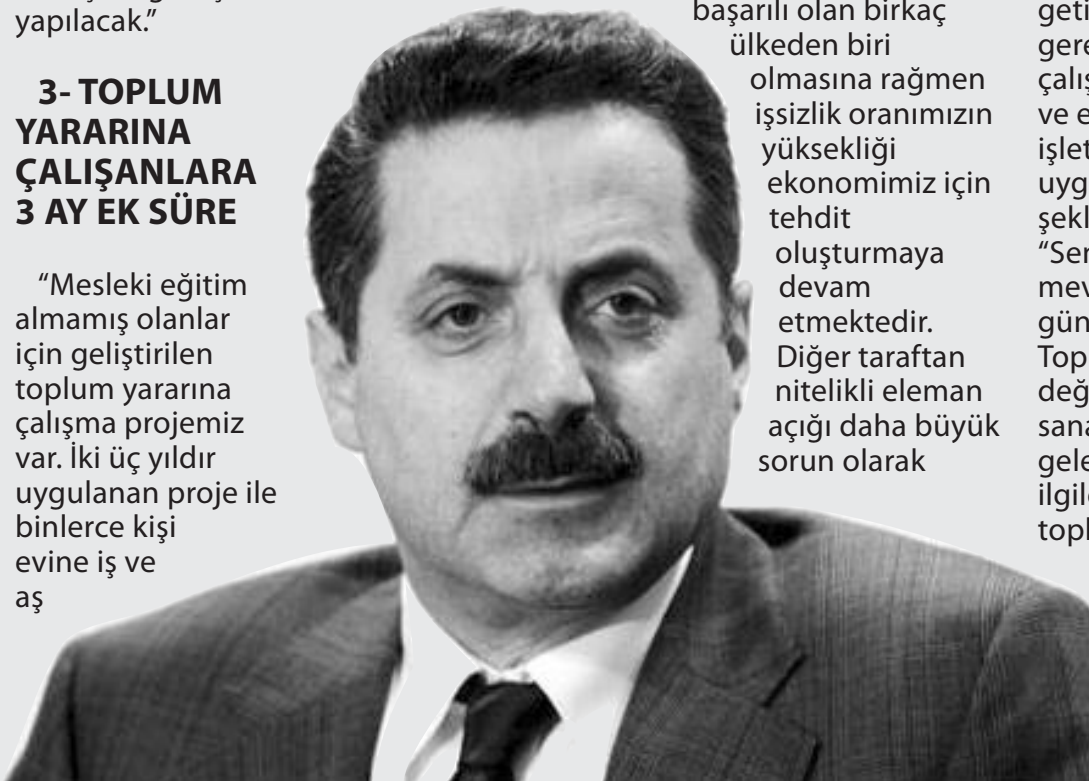 yapılacak.”
3- TOPLUM
YARARINA
ÇALIŞANLARA
3 AY EK SÜRE
“Mesleki eğitim
almamış olanlar
için geliştirilen
toplum yararına
çalışma projemiz
var. İki üç yıldır
uygulanan proje ile
binlerce kişi
evine iş ve
aş
başarılı olan birkaç
ülkeden biri
olmasına rağmen
işsizlik oranımızın
yüksekliği
ekonomimiz için
tehdit
oluşturmaya
devam
etmektedir.
Diğer taraftan
nitelikli eleman
açığı daha büyük
sorun olarak
geti
gere
çalış
ve e
işlet
uyg
şekl
“Ser
mev
gün
Top
değ
sana
gele
ilgil
topl